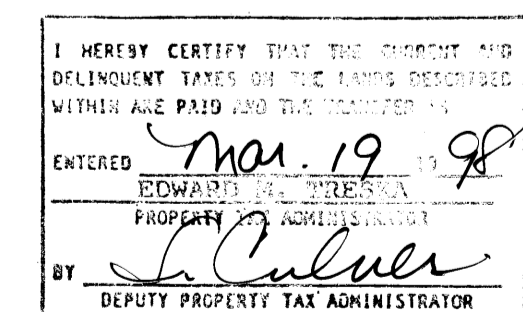 I HEREBY CERTIFY THAT THE CURRENT AND
DELINQUENT TAXES ON THE LANDS DESCRIBED
WITHIN ARE PAID AND THE TRANSFER IS
ENTERED Mar. 19 19 98
EDWARD M. TRESKA
PROPERTY TAX ADMINISTRATOR
BY L. Culver
DEPUTY PROPERTY TAX ADMINISTRATOR